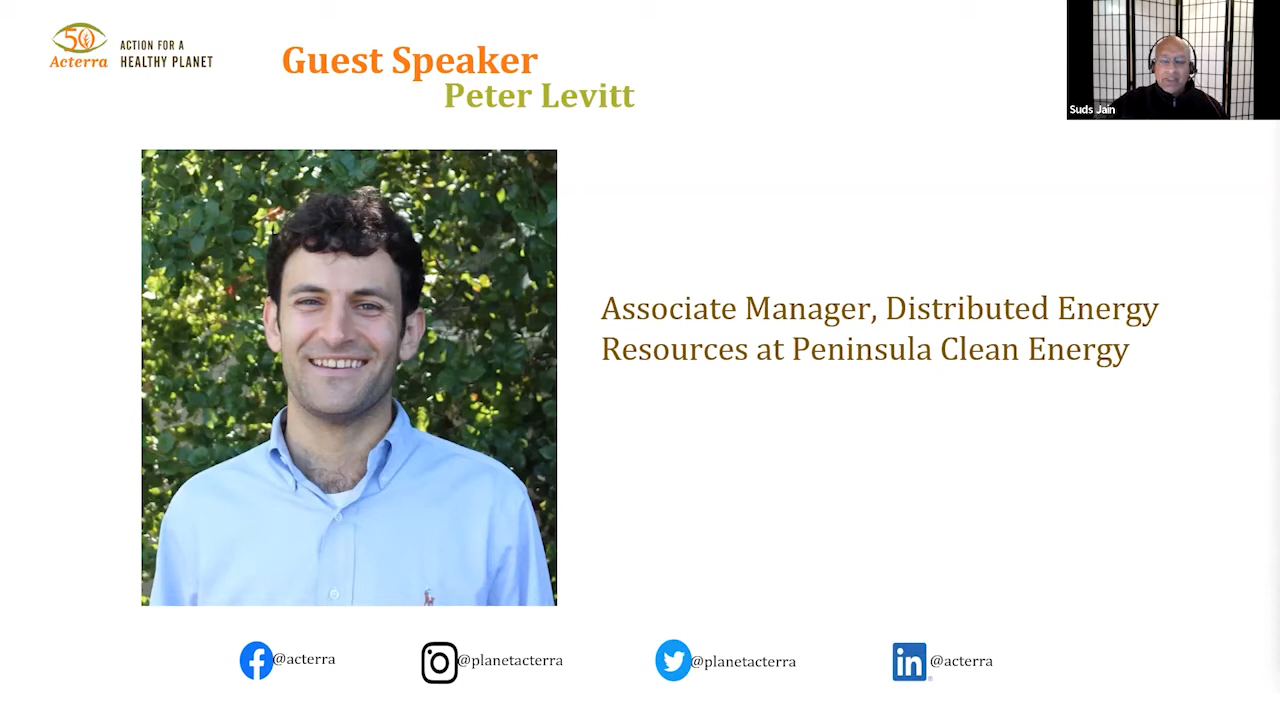 50
Acterra
ACTION FOR A
HEALTHY PLANET
Guest Speaker
Peter Levitt
Suds Jain
Associate Manager, Distributed Energy
Resources at Peninsula Clean Energy
@acterra
@planetacterra
@planetacterra
in @acterra